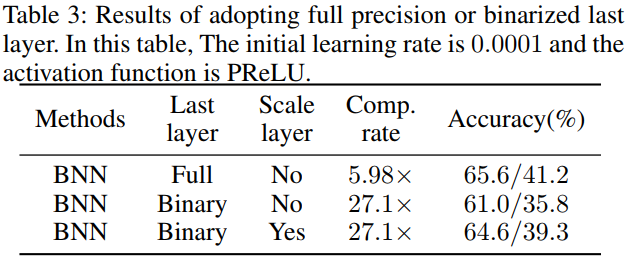 Table 3: Results of adopting full precision or binarized last
layer. In this table, The initial learning rate is 0.0001 and the
activation function is PReLU.
Methods Last layer Scale layer Comp. rate Accuracy(%)
BNN Full No 5.98× 65.6/41.2
BNN Binary No 27.1× 61.0/35.8
BNN Binary Yes 27.1× 64.6/39.3